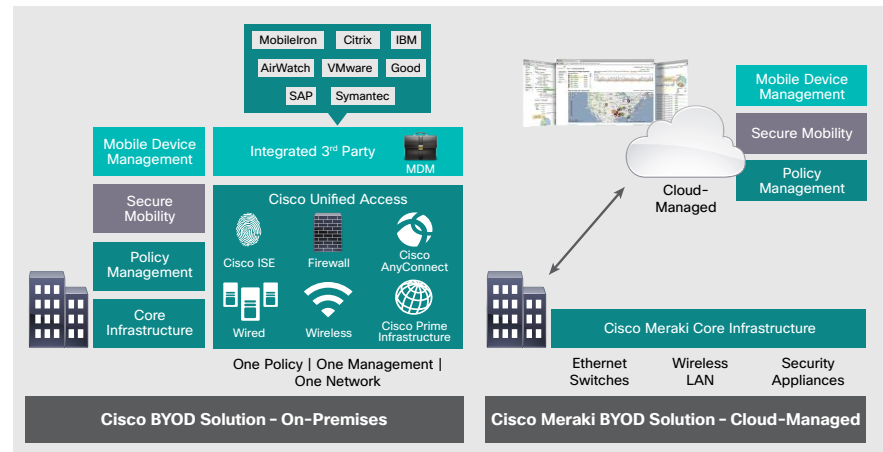 MobileIron
Citrix
IBM
AirWatch
VMware
Good
SAP
Symantec
Mobile Device
Management
Integrated 3rd Party
MDM
Secure
Mobility
Policy
Management
Core
Infrastructure
Cisco Unified Access
Cisco ISE
Firewall
Cisco
AnyConnect
Wired
Wireless
Cisco Prime
Infrastructure
One Policy | One Management |
One Network
Cisco BYOD Solution – On-Premises
Mobile Device
Management
Secure Mobility
Policy
Management
Cloud-
Managed
Cisco Meraki Core Infrastructure
Ethernet
Switches
Wireless
LAN
Security
Appliances
Cisco Meraki BYOD Solution – Cloud-Managed